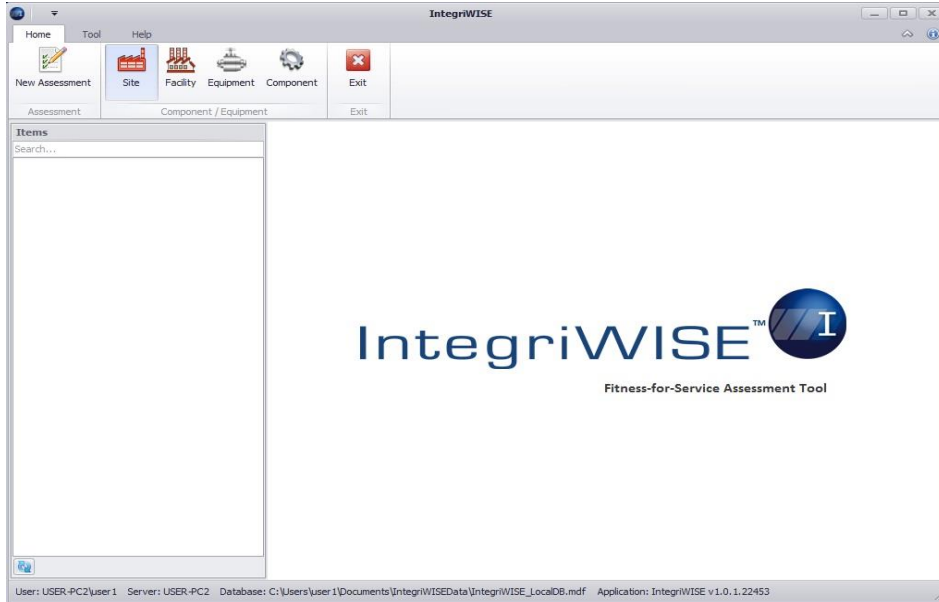 IntegriWISE
Home Tool Help
New Assessment Site Facility Equipment Component Exit
Assessment Component / Equipment Exit
Items
Search...
IntegriWISE™ I
Fitness-for-Service Assessment Tool
User: USER-PC2\user1 Server: USER-PC2 Database: C:\Users\user1\Documents\IntegriWISEData\IntegriWISE_LocalDB.mdf Application: IntegriWISE v1.0.1.22453